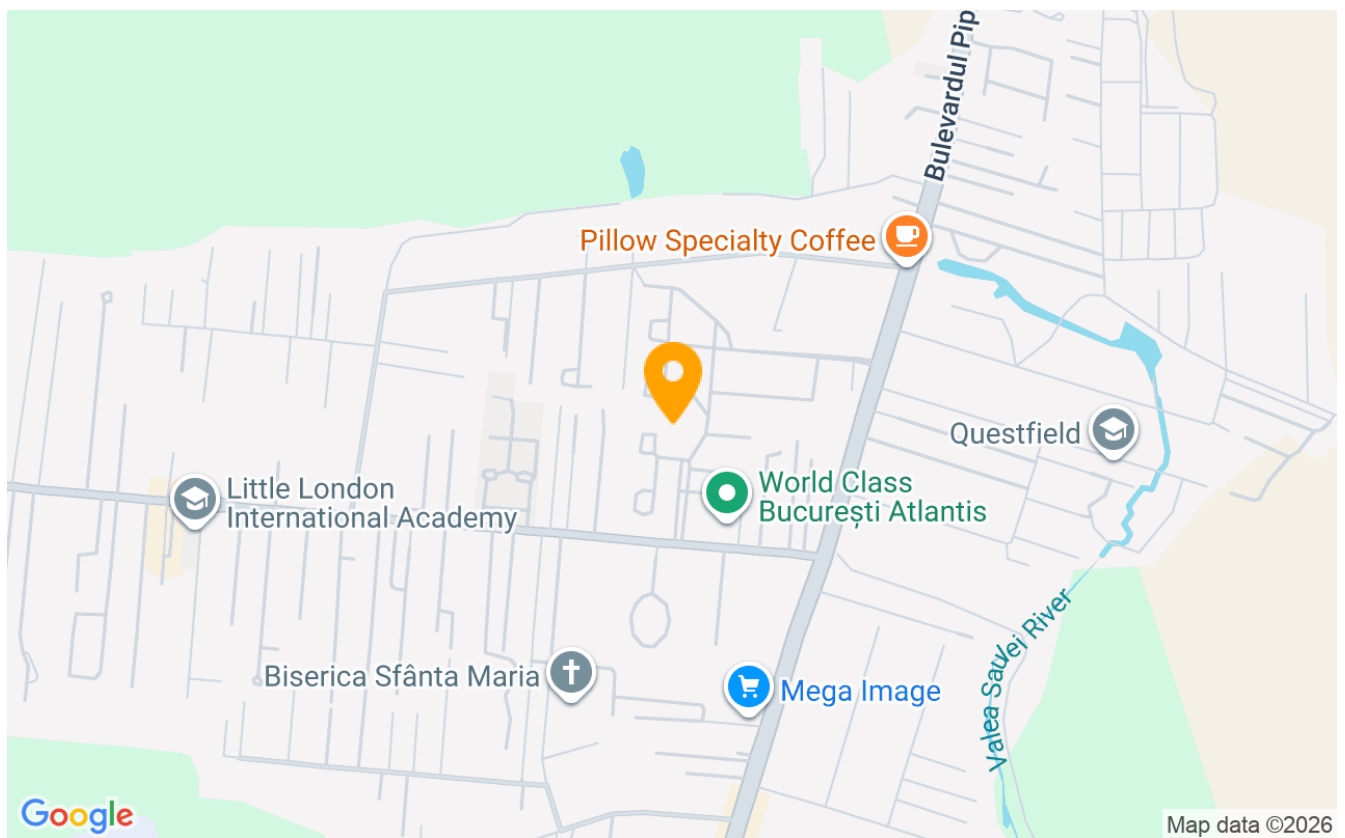 Bulevardul Pip
Pillow Specialty Coffee
Questfield
World Class
București Atlantis
Little London
International Academy
Valea Saulei River
Biserica Sfânta Maria
Mega Image
Google
Map data ©2026